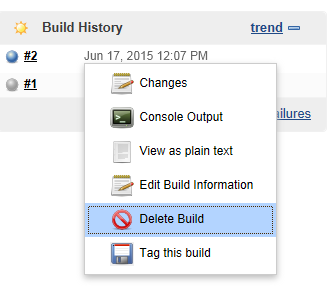 Build History trend
#2 Jun 17, 2015 12:07 PM
#1
Changes
Console Output
View as plain text
ailures
Edit Build Information
Delete Build
Tag this build